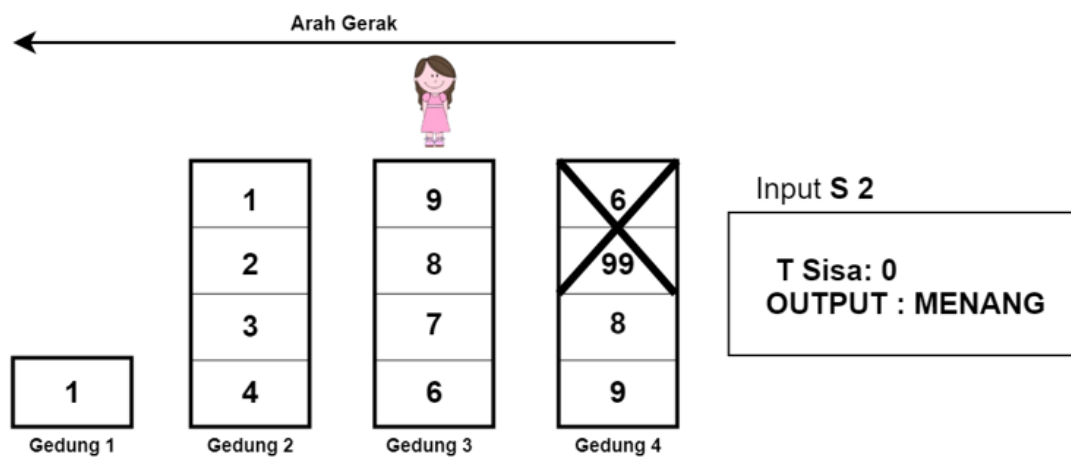 Arah Gerak
1
2
3
4
9
8
7
6
6
99
8
9
1
Gedung 1
Gedung 2
Gedung 3
Gedung 4
Input S 2
T Sisa: 0
OUTPUT : MENANG